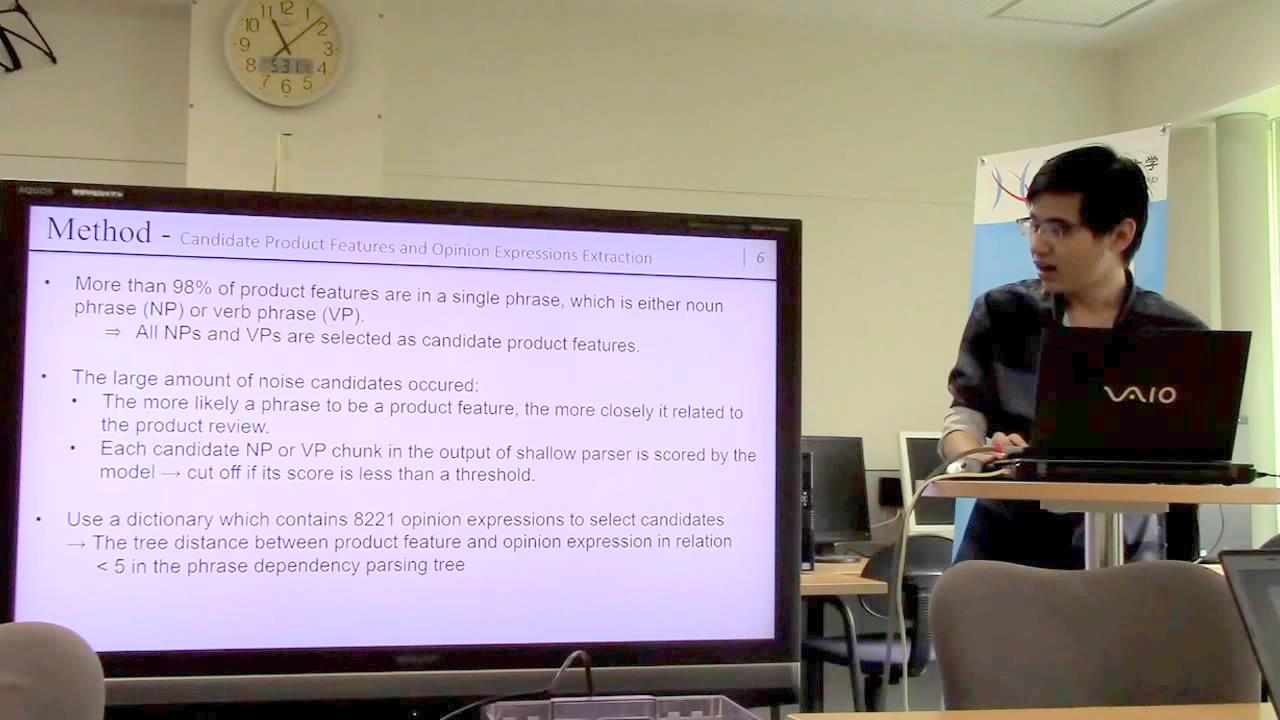 11 12 1
10 2
9 3
8 531 4
7 6 5
AQUOS
学
Method - Candidate Product Features and Opinion Expressions Extraction | 6
• More than 98% of product features are in a single phrase, which is either noun
phrase (NP) or verb phrase (VP).
⇒ All NPs and VPs are selected as candidate product features.
• The large amount of noise candidates occured:
• The more likely a phrase to be a product feature, the more closely it related to
the product review.
• Each candidate NP or VP chunk in the output of shallow parser is scored by the
model → cut off if its score is less than a threshold.
• Use a dictionary which contains 8221 opinion expressions to select candidates
→ The tree distance between product feature and opinion expression in relation
< 5 in the phrase dependency parsing tree
VAIO